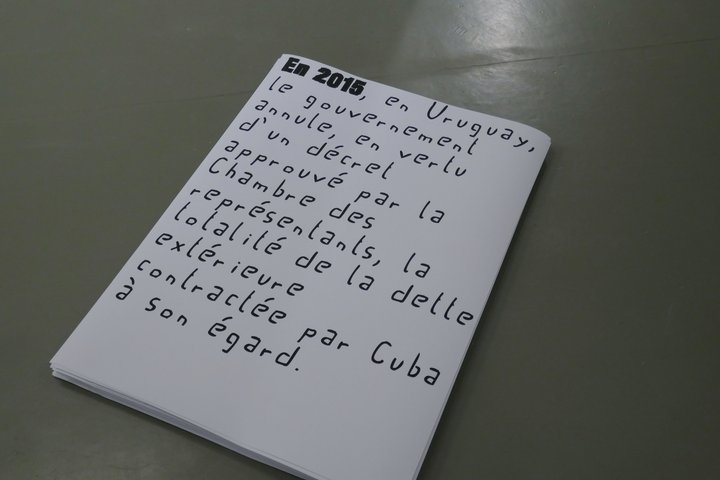 En 2015, en Uruguay,
le gouvernement
annule, en vertu
d'un décret
approuvé par la
Chambre des
représentants, la
totalité de la dette
extérieure
contractée par Cuba
à son égard.